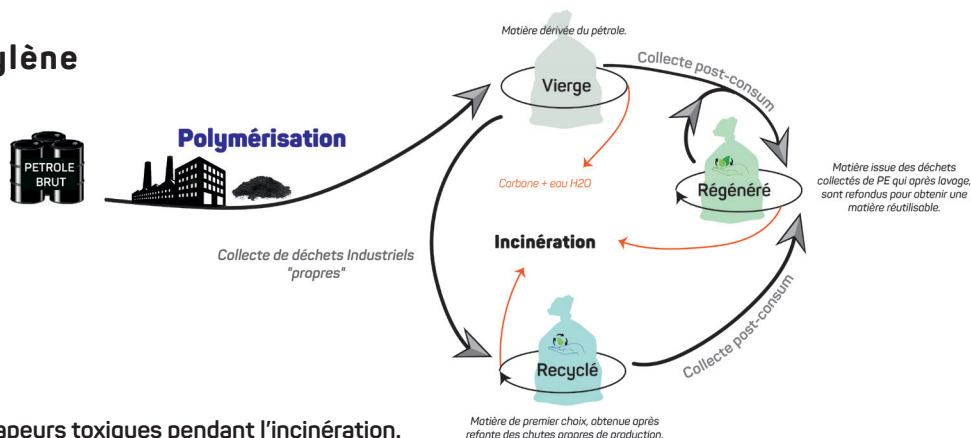 ylène
PETROLE
BRUT
Polymérisation
Matière dérivée du pétrole.
Vierge
Collecte post-consum
Carbone + eau H2O
Régénéré
Matière issue des déchets
collectés de PE qui après lavage,
sont refondus pour obtenir une
matière réutilisable.
Incinération
Collecte de déchets Industriels
"propres"
Recyclé
Collecte post-consum
Matière de premier choix, obtenue après
refonte des chutes propres de production.
apeurs toxiques pendant l'incinération.